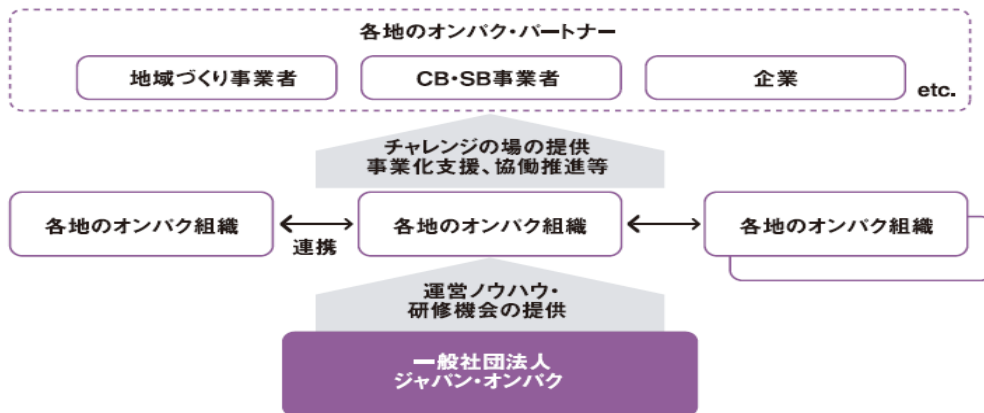 各地のオンパク・パートナー
地域づくり事業者
CB・SB事業者
企業
etc.
チャレンジの場の提供
事業化支援、協働推進等
各地のオンパク組織
連携
各地のオンパク組織
各地のオンパク組織
運営ノウハウ・
研修機会の提供
一般社団法人
ジャパン・オンパク